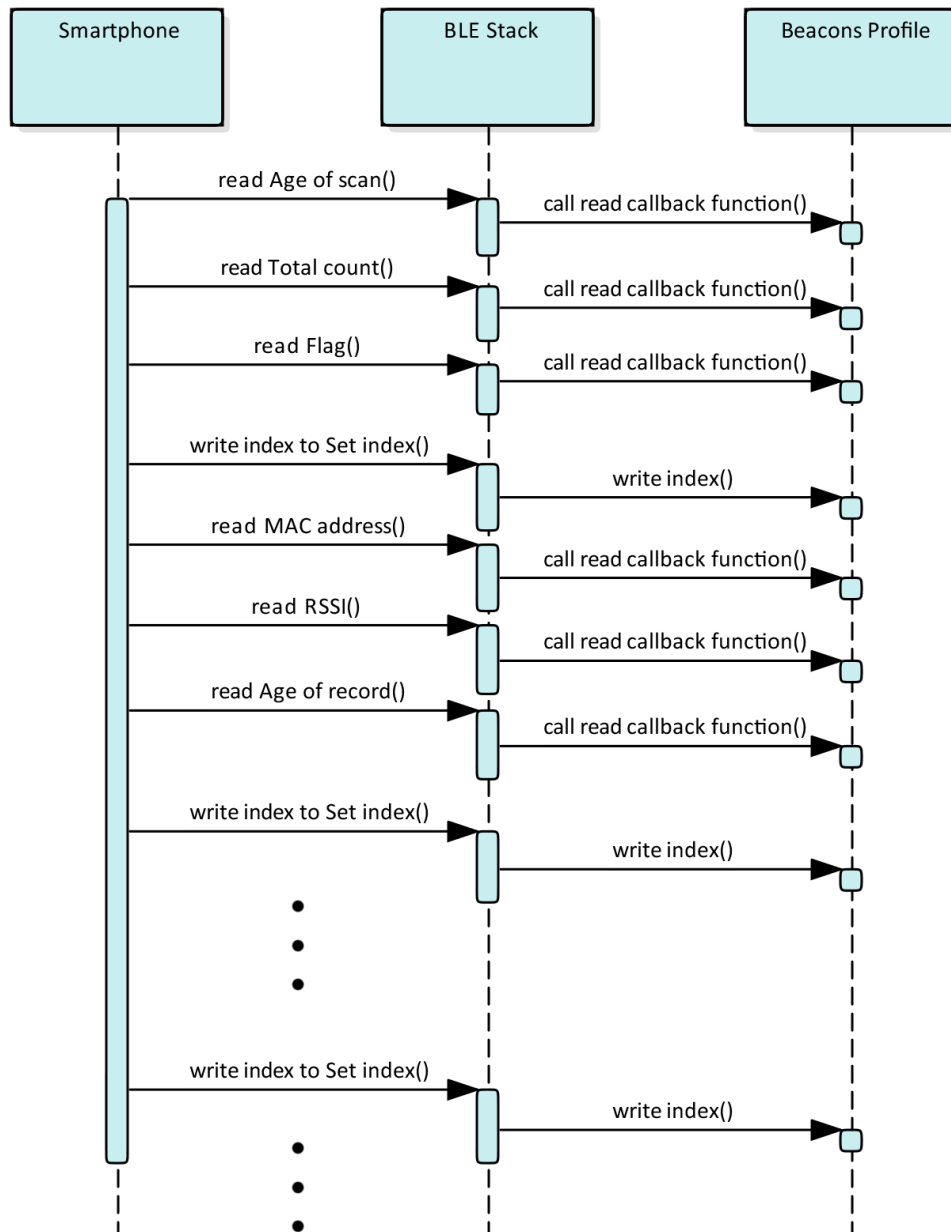 Smartphone
BLE Stack
Beacons Profile
read Age of scan()
call read callback function()
read Total count()
call read callback function()
read Flag()
call read callback function()
write index to Set index()
write index()
read MAC address()
call read callback function()
read RSSI()
call read callback function()
read Age of record()
call read callback function()
write index to Set index()
write index()
write index to Set index()
write index()